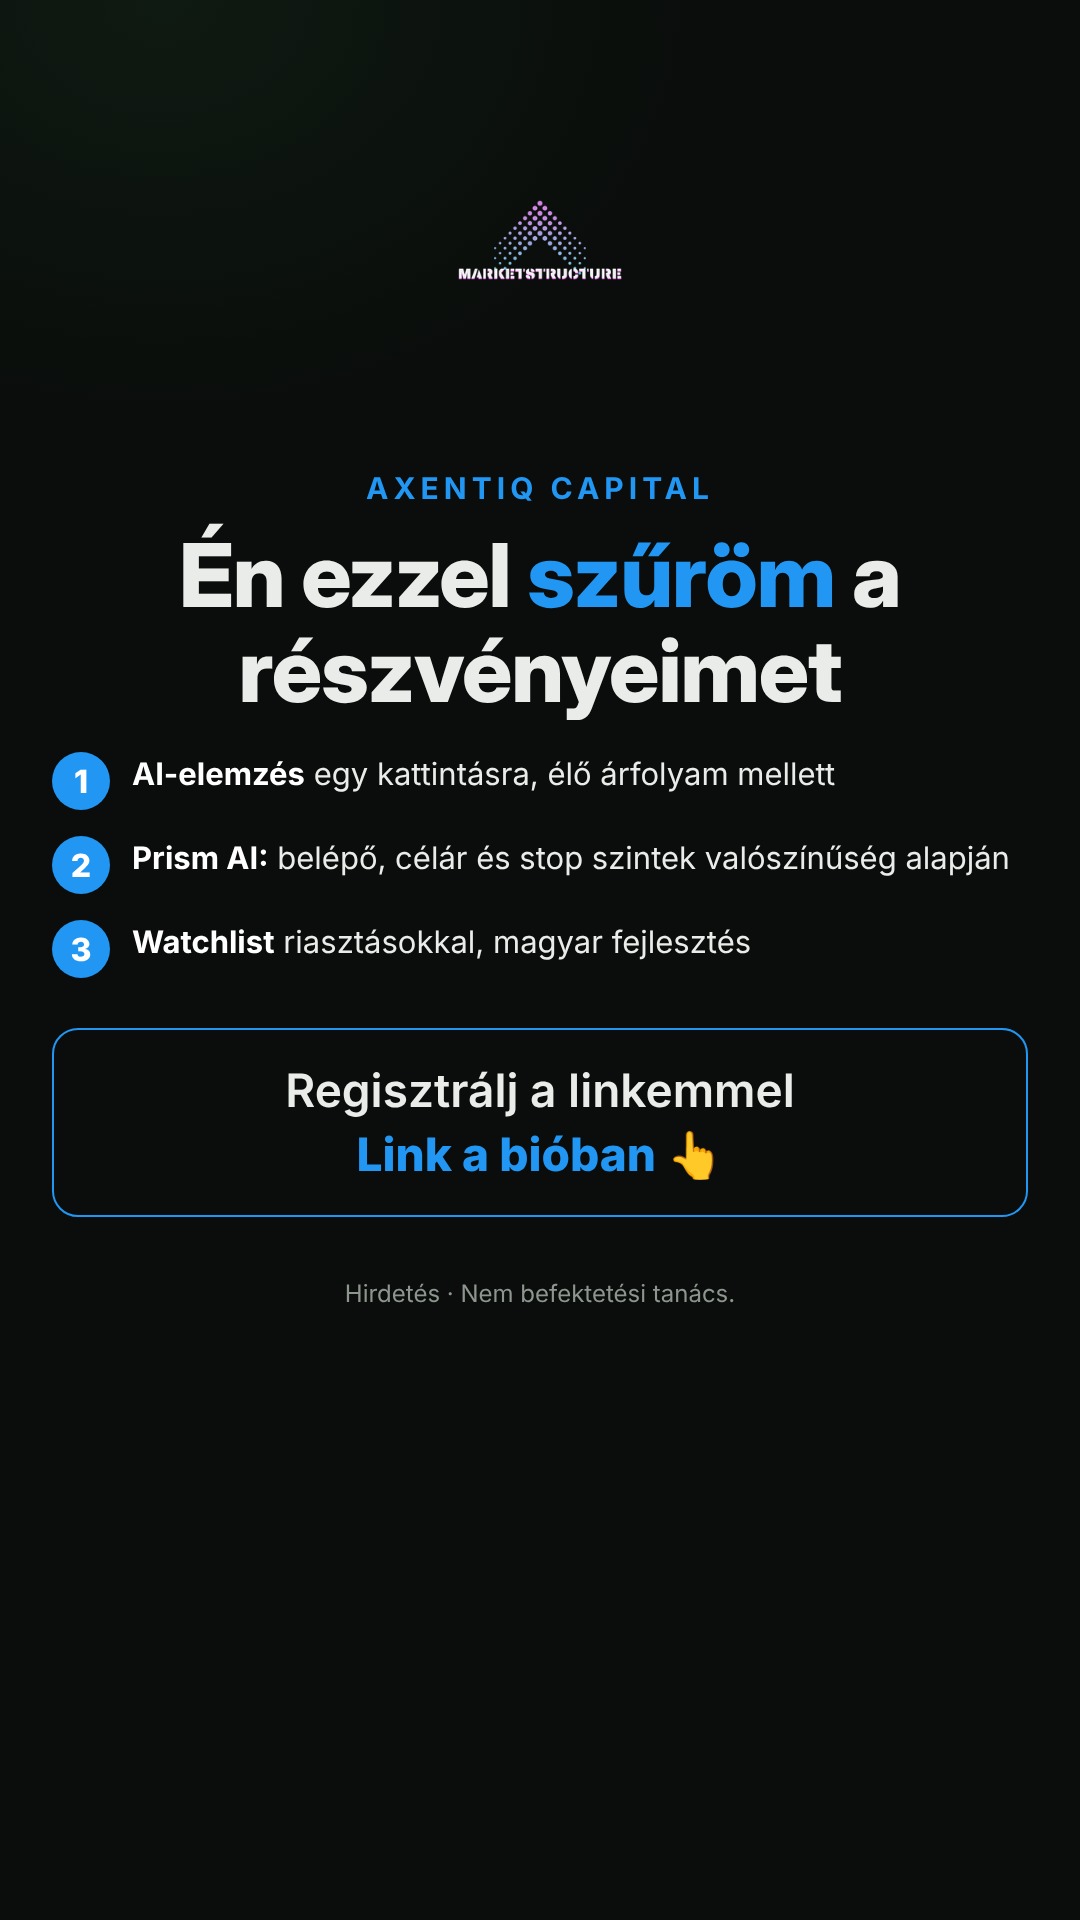 MARKETSTRUCTURE
AXENTIQ CAPITAL
Én ezzel szűröm a
részvényeimet
1 AI-elemzés egy kattintásra, élő árfolyam mellett
2 Prism AI: belépő, célár és stop szintek valószínűség alapján
3 Watchlist riasztásokkal, magyar fejlesztés
Regisztrálj a linkemmel
Link a bióban 👆
Hirdetés · Nem befektetési tanács.